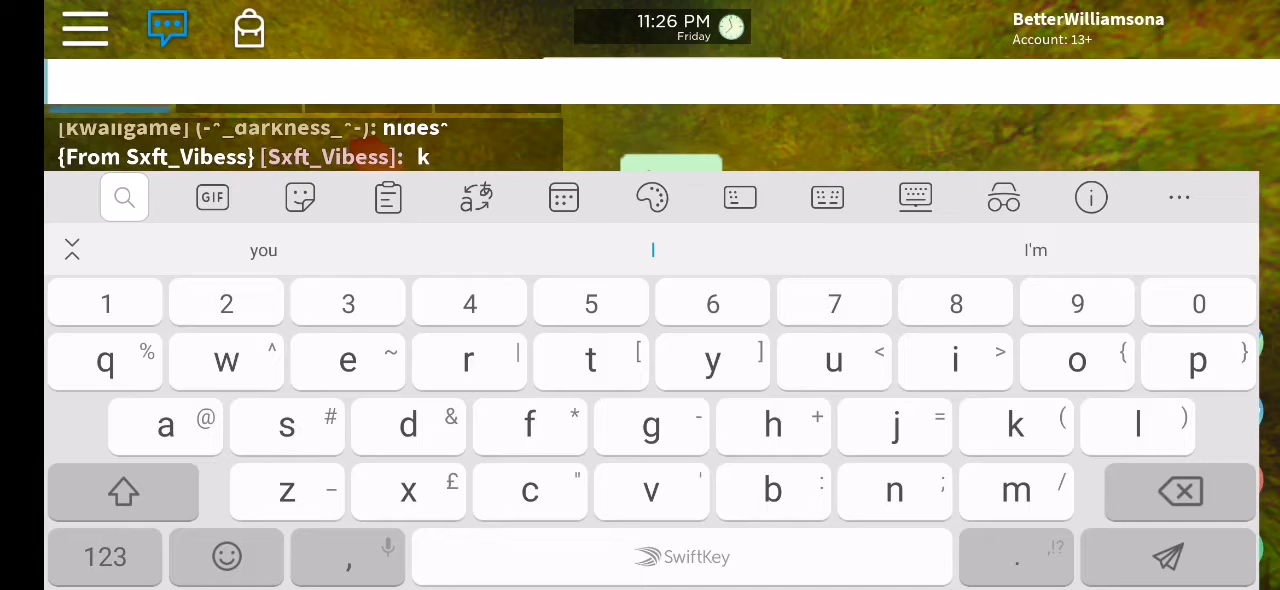 11:26 PM
Friday
BetterWilliamsona
Account: 13+
[kwaiigame] (-^_darkness_^-): hides*
{From Sxft_Vibess} [Sxft_Vibess]: k
GIF
you I I'm
1 2 3 4 5 6 7 8 9 0
q % w ^ e ~ r | t [ y ] u < i > o { p }
a @ s # d & f * g - h + j = k ( l )
z _ x £ c " v ' b : n ; m /
123 , SwiftKey . ,!?